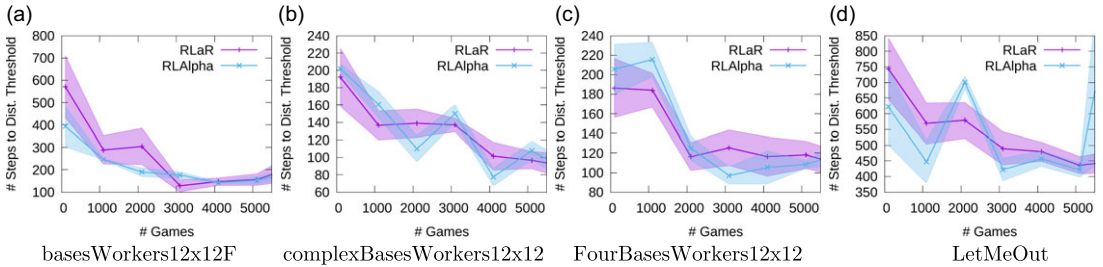 (a)
# Steps to Dist. Threshold
800
700
600
500
400
300
200
100
RLaR
RLAlpha
0 1000 2000 3000 4000 5000
# Games
basesWorkers12x12F
(b)
# Steps to Dist. Threshold
240
220
200
180
160
140
120
100
80
60
RLaR
RLAlpha
0 1000 2000 3000 4000 5000
# Games
complexBasesWorkers12x12
(c)
# Steps to Dist. Threshold
240
220
200
180
160
140
120
100
80
RLaR
RLAlpha
0 1000 2000 3000 4000 5000
# Games
FourBasesWorkers12x12
(d)
# Steps to Dist. Threshold
850
800
750
700
650
600
550
500
450
400
350
RLaR
RLAlpha
0 1000 2000 3000 4000 5000
# Games
LetMeOut